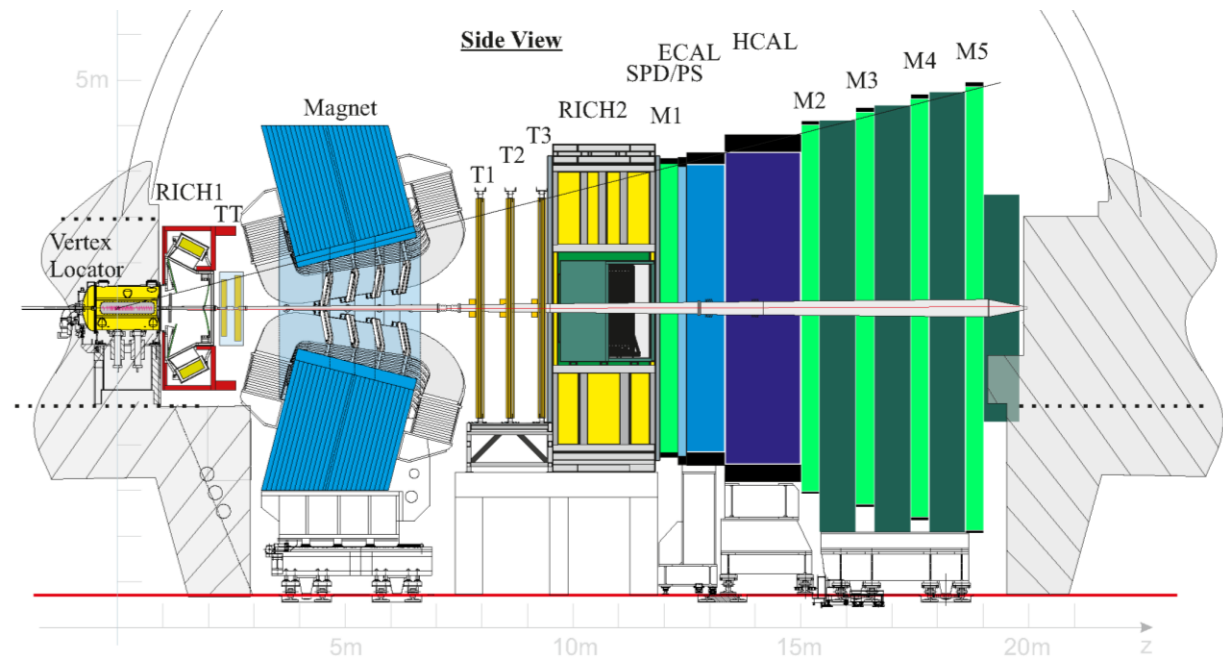 Side View
HCAL
ECAL
SPD/PS
M5
M4
M3
M2
M1
RICH2
T3
T2
T1
Magnet
5m
RICH1
TT
Vertex
Locator
5m
10m
15m
20m
z